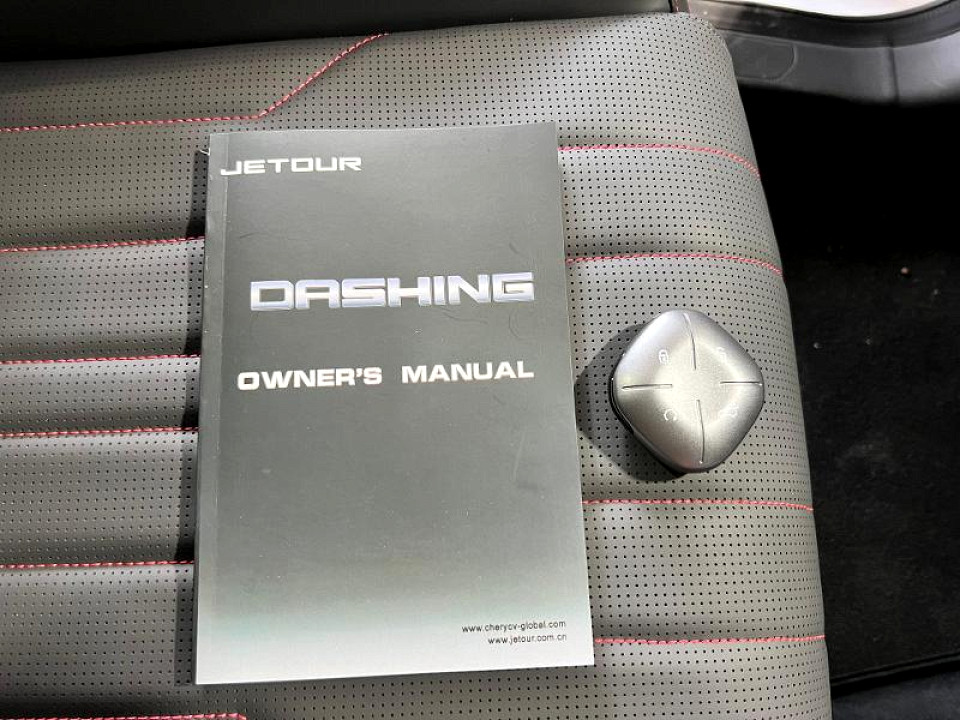 JETOUR
DASHING
OWNER'S MANUAL
www.cherycv-global.com
www.jetour.com.cn